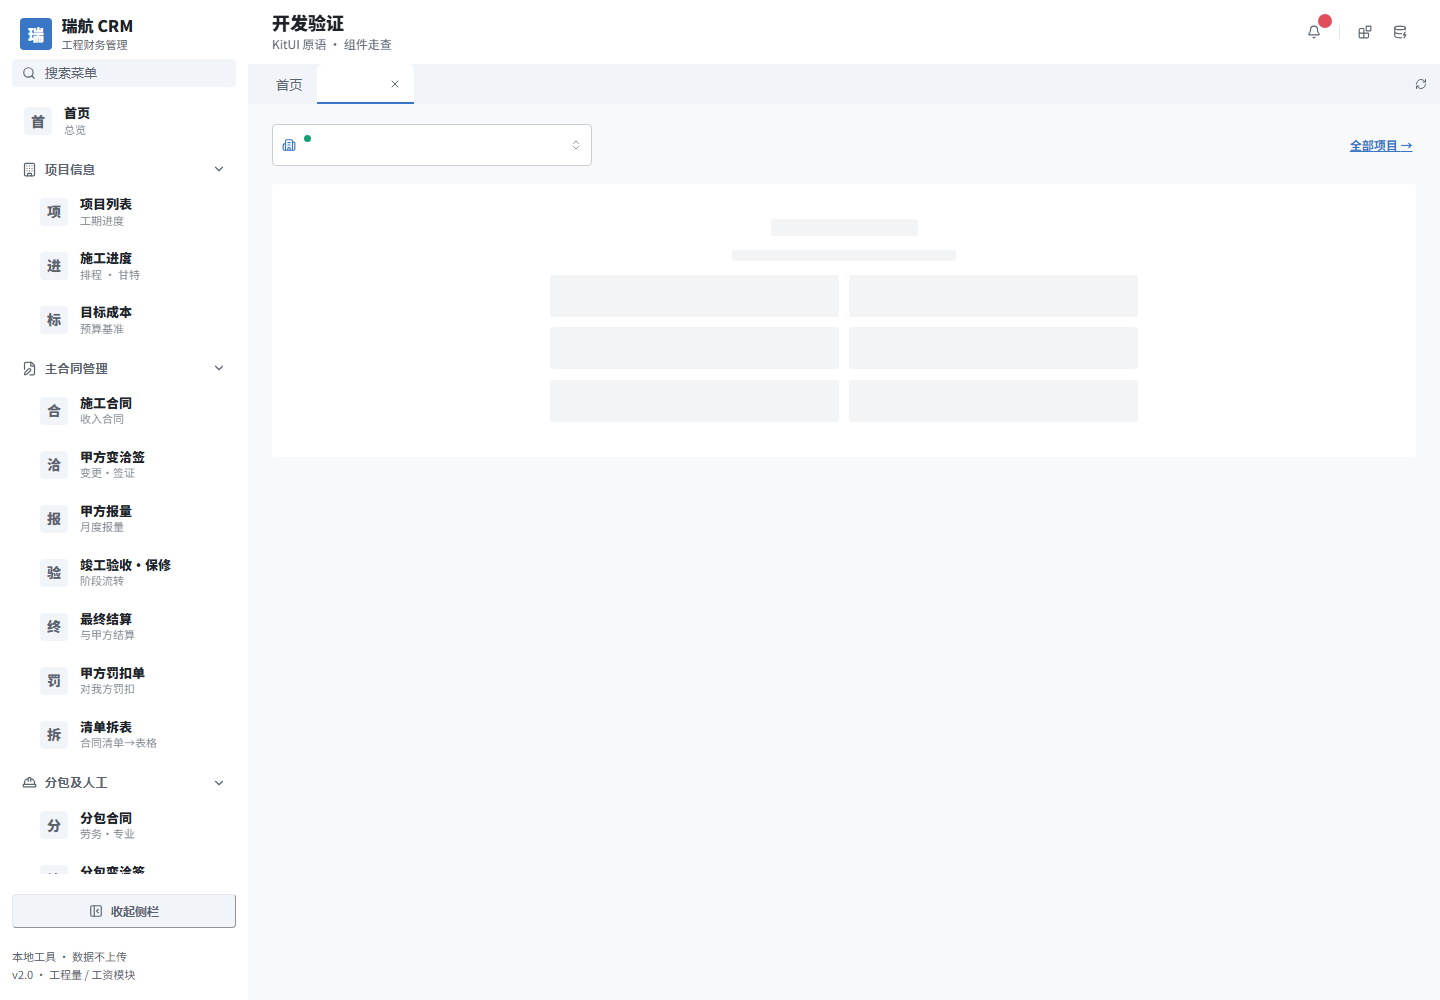 瑞
瑞航 CRM
工程财务管理
搜索菜单
首
首页
总览
项目信息
项
项目列表
工期进度
进
施工进度
排程 · 甘特
标
目标成本
预算基准
主合同管理
合
施工合同
收入合同
洽
甲方变洽签
变更·签证
报
甲方报量
月度报量
验
竣工验收·保修
阶段流转
终
最终结算
与甲方结算
罚
甲方罚扣单
对我方罚扣
拆
清单拆表
合同清单→表格
分包及人工
分
分包合同
劳务·专业
分包变洽签
收起侧栏
本地工具 · 数据不上传
v2.0 · 工程量 / 工资模块
开发验证
KitUI 原语 · 组件走查
首页
全部项目 →